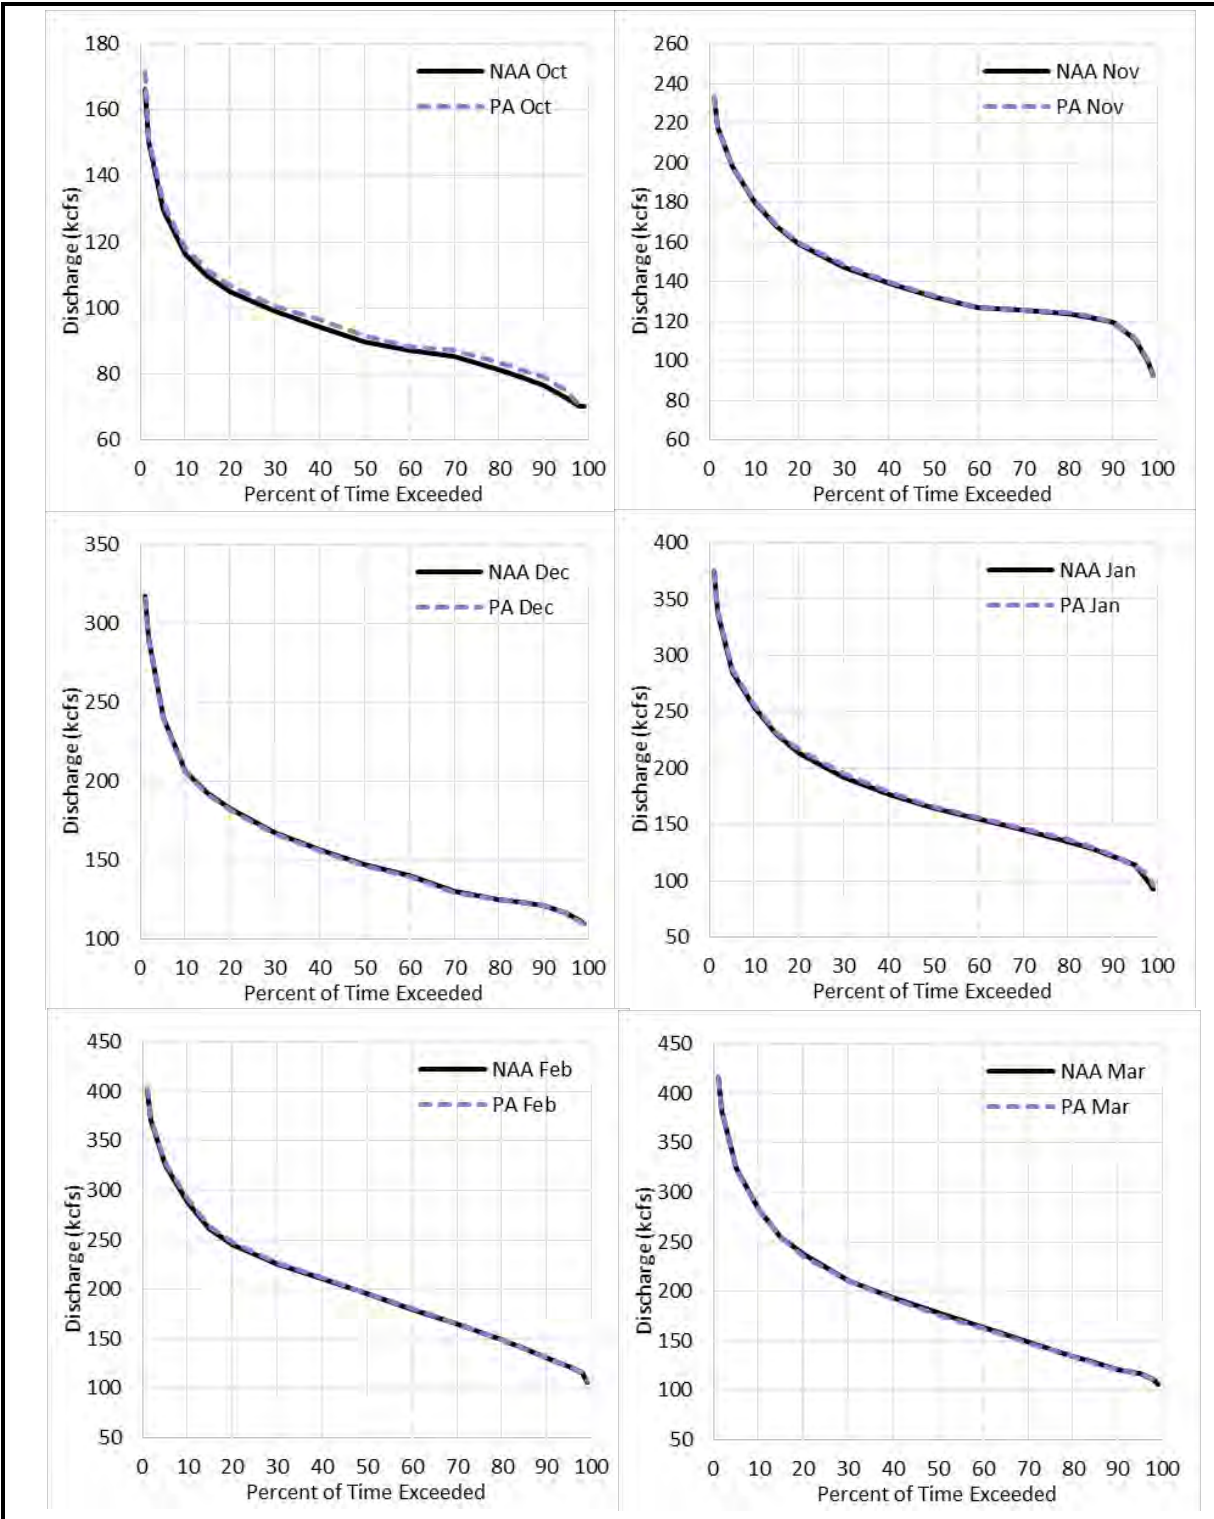 180
160
140
120
100
80
60
Discharge (kcfs)
NAA Oct
PA Oct
0 10 20 30 40 50 60 70 80 90 100
Percent of Time Exceeded
260
240
220
200
180
160
140
120
100
80
60
Discharge (kcfs)
NAA Nov
PA Nov
0 10 20 30 40 50 60 70 80 90 100
Percent of Time Exceeded
350
300
250
200
150
100
Discharge (kcfs)
NAA Dec
PA Dec
0 10 20 30 40 50 60 70 80 90 100
Percent of Time Exceeded
400
350
300
250
200
150
100
50
Discharge (kcfs)
NAA Jan
PA Jan
0 10 20 30 40 50 60 70 80 90 100
Percent of Time Exceeded
450
400
350
300
250
200
150
100
50
Discharge (kcfs)
NAA Feb
PA Feb
0 10 20 30 40 50 60 70 80 90 100
Percent of Time Exceeded
450
400
350
300
250
200
150
100
50
Discharge (kcfs)
NAA Mar
PA Mar
0 10 20 30 40 50 60 70 80 90 100
Percent of Time Exceeded